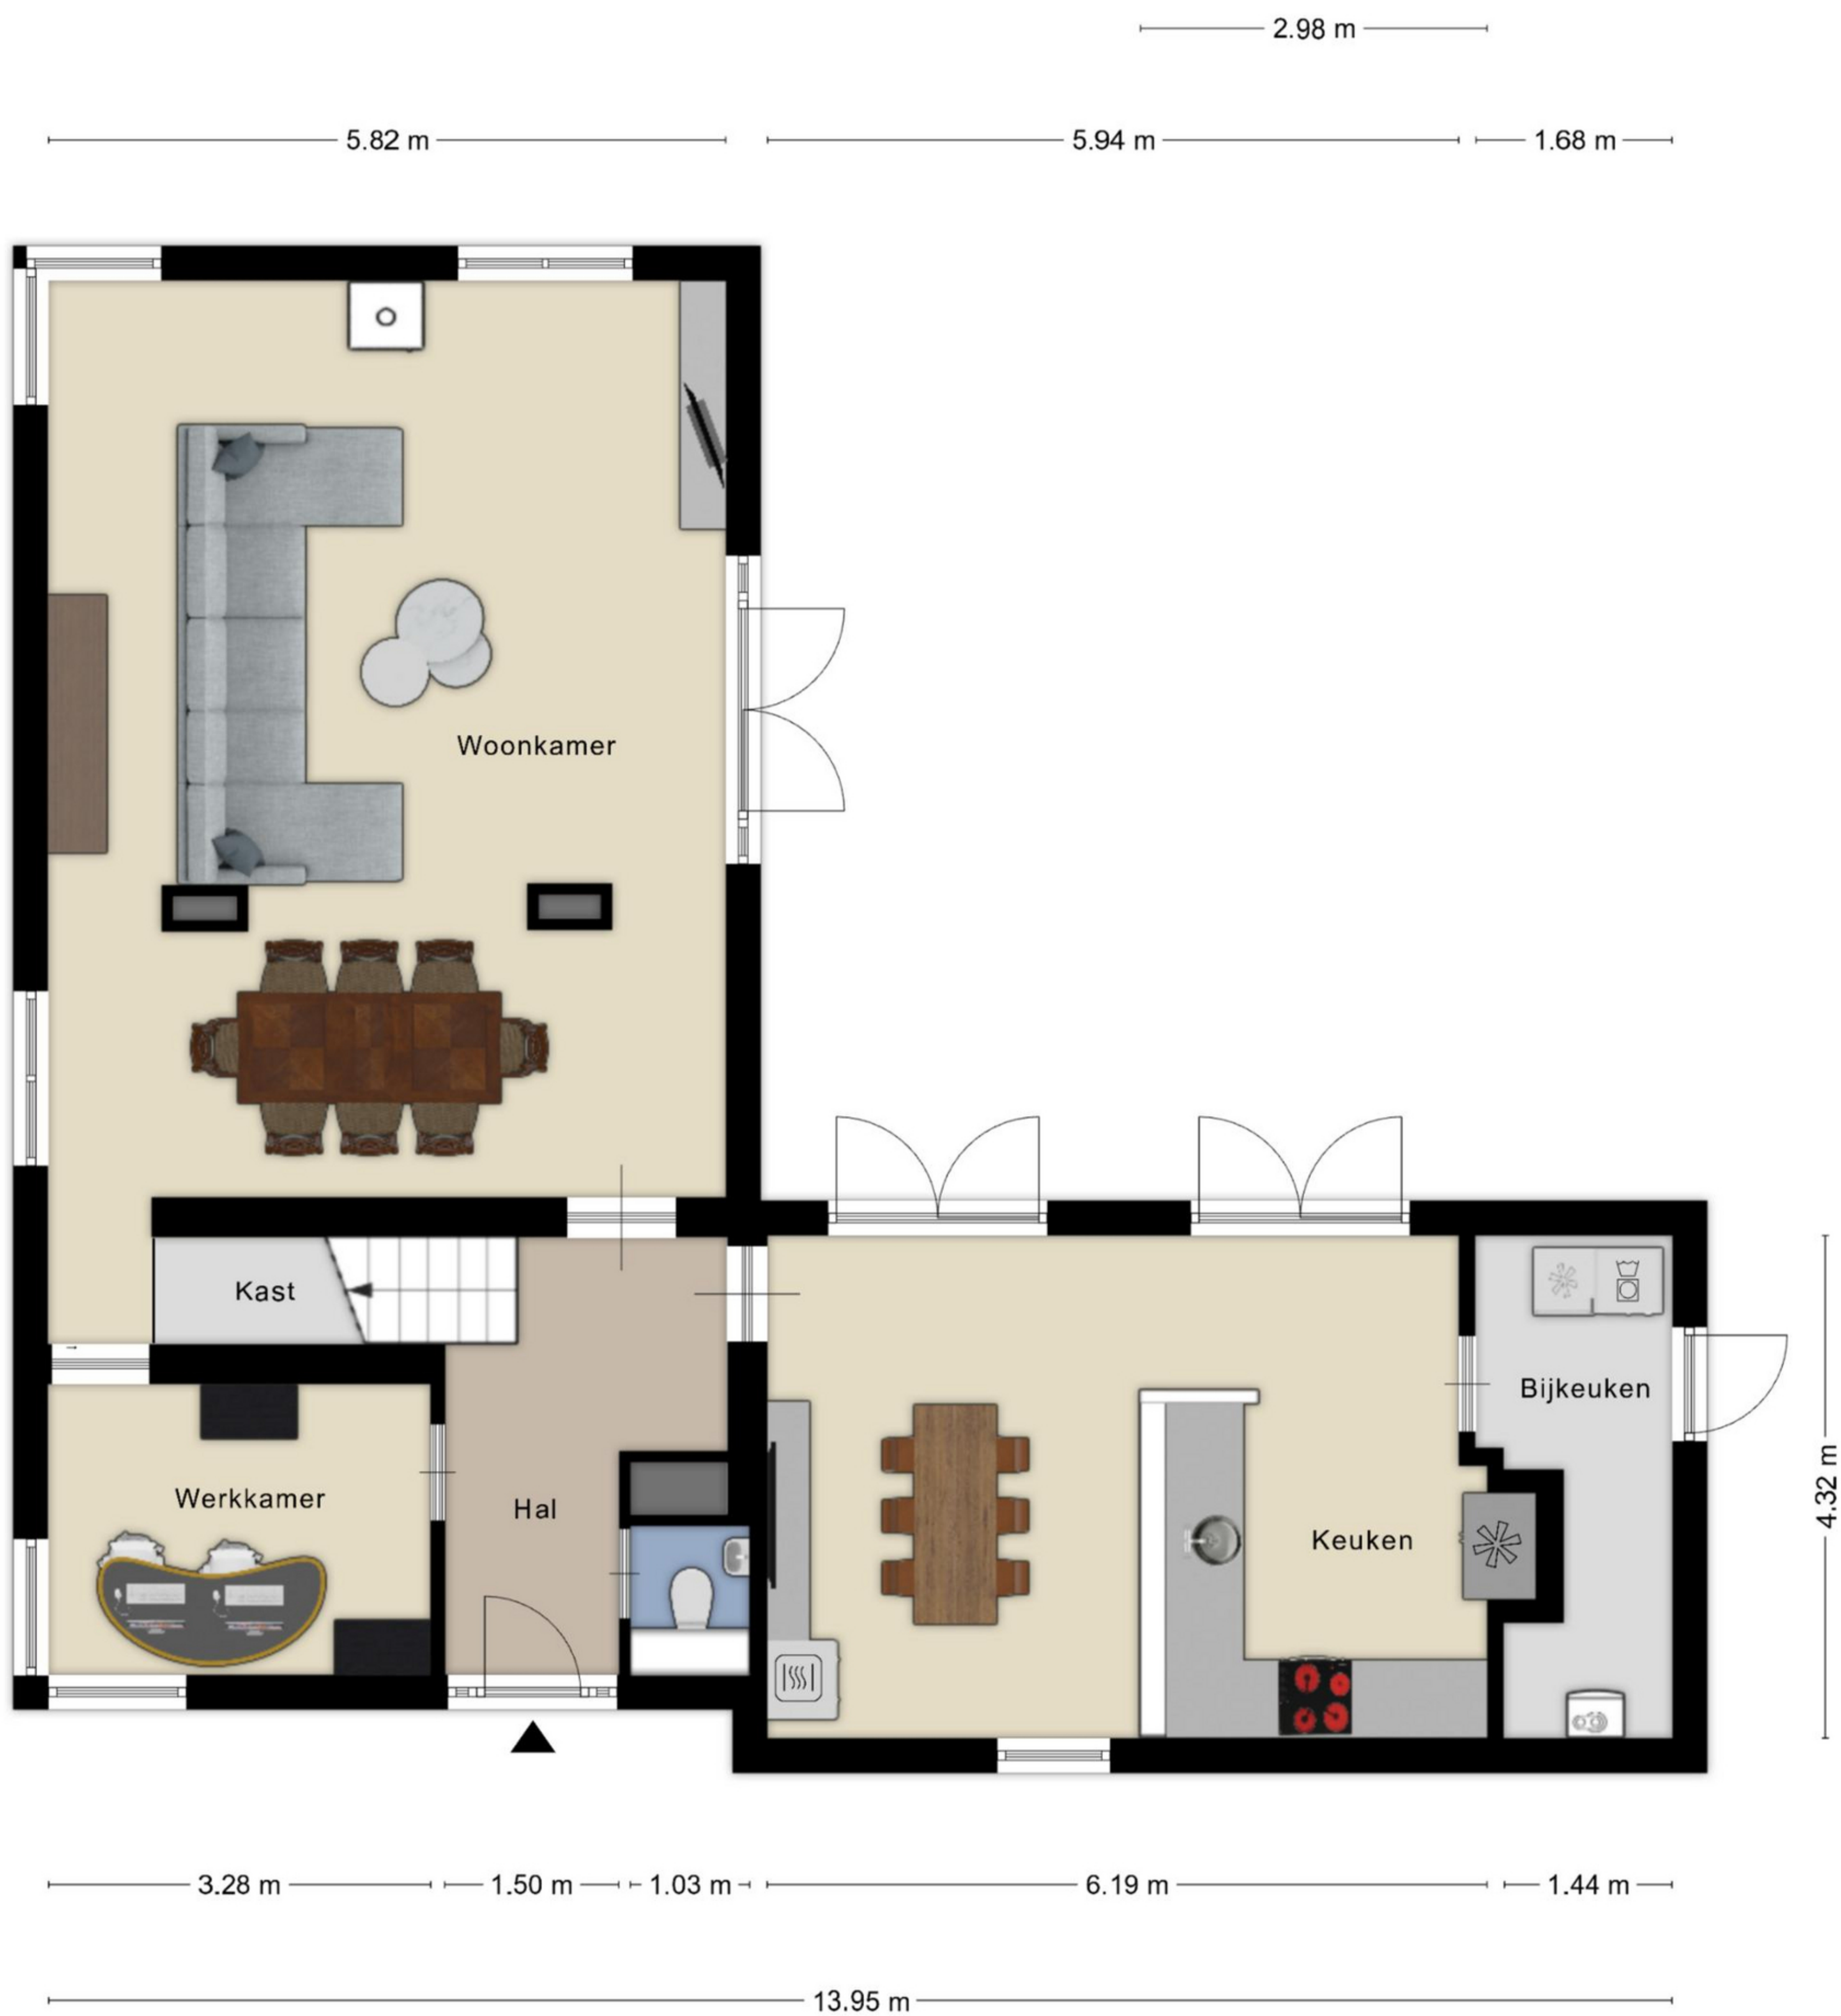 2.98 m
5.82 m
5.94 m
1.68 m
Woonkamer
Kast
Bijkeuken
4.32 m
Werkkamer
Hal
Keuken
3.28 m
1.50 m
1.03 m
6.19 m
1.44 m
13.95 m